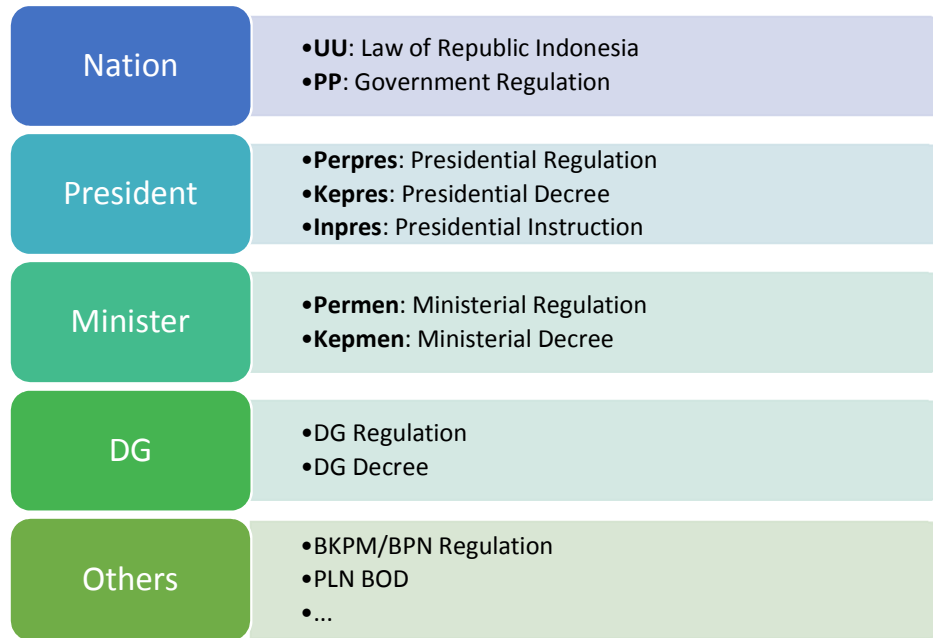 Nation
•UU: Law of Republic Indonesia
•PP: Government Regulation
President
•Perpres: Presidential Regulation
•Kepres: Presidential Decree
•Inpres: Presidential Instruction
Minister
•Permen: Ministerial Regulation
•Kepmen: Ministerial Decree
DG
•DG Regulation
•DG Decree
Others
•BKPM/BPN Regulation
•PLN BOD
•...